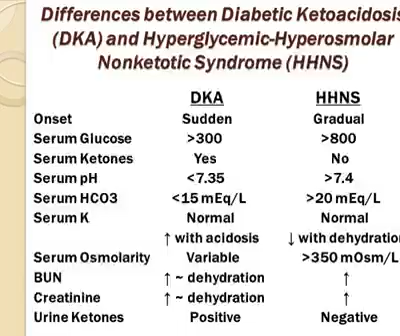 Differences between Diabetic Ketoacidosis
(DKA) and Hyperglycemic-Hyperosmolar
Nonketotic Syndrome (HHNS)
DKA HHNS
Onset Sudden Gradual
Serum Glucose >300 >800
Serum Ketones Yes No
Serum pH <7.35 >7.4
Serum HCO3 <15 mEq/L >20 mEq/L
Serum K Normal Normal
↑ with acidosis ↓ with dehydration
Serum Osmolarity Variable >350 mOsm/L
BUN ↑ ~ dehydration ↑
Creatinine ↑ ~ dehydration ↑
Urine Ketones Positive Negative